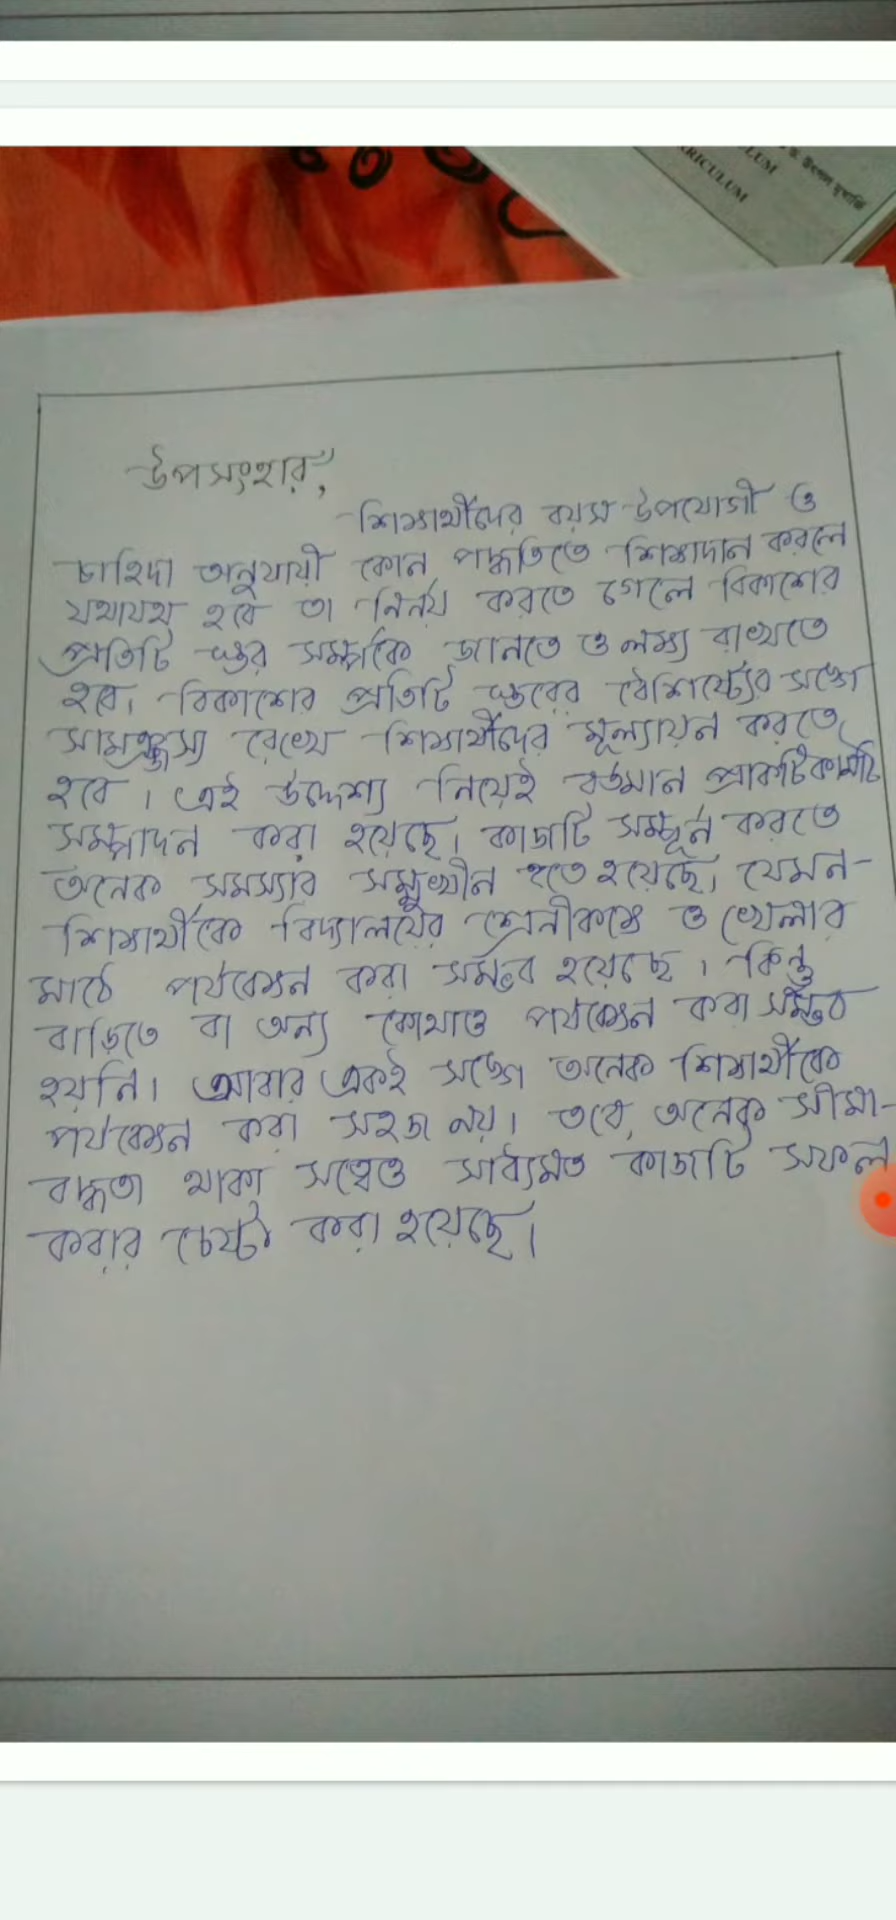 LUM
RRICULUM
উপসংহার,
শিক্ষার্থীদের বয়স উপযোগী ও
চাহিদা অনুযায়ী কোন পদ্ধতিতে শিক্ষাদান করলে
যথাযথ হবে তা নির্নয় করতে গেলে বিকাশের
প্রতিটি স্তর সম্পর্কে জানতে ও লক্ষ্য রাখতে
হবে। বিকাশের প্রতিটি স্তরের বৈশিষ্ট্যের সঙ্গে
সামঞ্জস্য রেখে শিক্ষার্থীদের মূল্যায়ন করতে
হবে। এই উদ্দেশ্য নিয়েই বর্তমান প্রাকটিকামটি
সম্পাদন করা হয়েছে। কাজটি সম্পূর্ন করতে
অনেক সমস্যার সম্মুখীন হতে হয়েছে, যেমন-
শিক্ষার্থীকে বিদ্যালয়ের শ্রেনীকক্ষে ও খেলার
মাঠে পর্যবেক্ষন করা সম্ভব হয়েছে। কিন্তু
বাড়িতে বা অন্য কোথাও পর্যবেক্ষন করা সম্ভব
হয়নি। আবার একই সঙ্গে অনেক শিক্ষার্থীকে
পর্যবেক্ষন করা সহজ নয়। তবে, অনেক সীমা-
বদ্ধতা থাকা সত্ত্বেও সাধ্যমত কাজটি সফল
করার চেষ্টা করা হয়েছে।